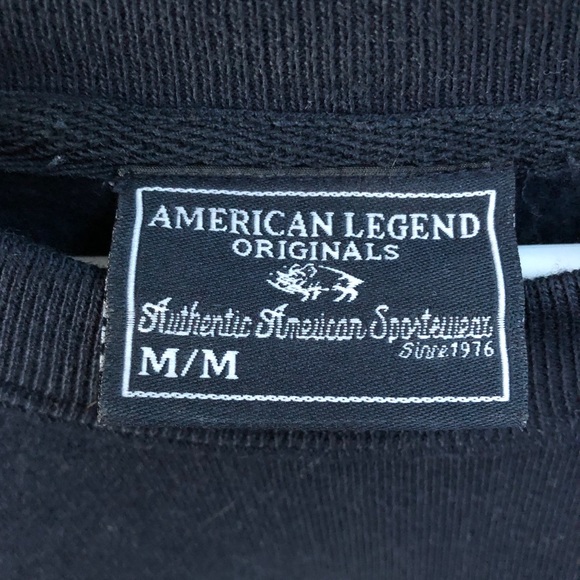 AMERICAN LEGEND
ORIGINALS
Authentic American Sportswear
Since 1976
M/M